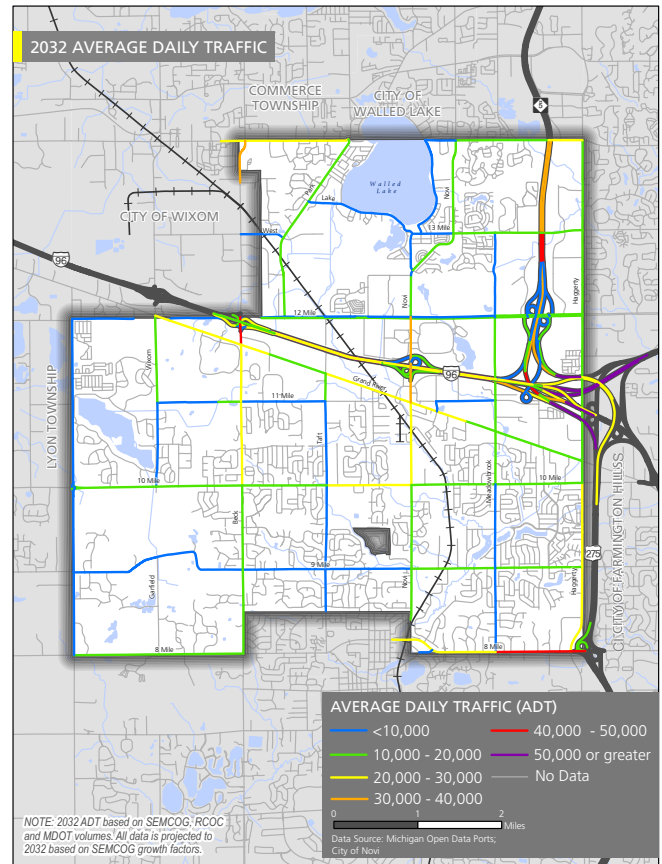 2032 AVERAGE DAILY TRAFFIC
COMMERCE
TOWNSHIP
CITY OF
WALLED LAKE
Walled
Lake
Park
Novi
Lake
CITY OF WIXOM
West
13 Mile
96
Haggerty
12 Mile
Novi
Wixom
96
Grand River
LYON TOWNSHIP
11 Mile
Taft
10 Mile
Meadowbrook
10 Mile
Beck
CITY OF FARMINGTON HILLS
275
9 Mile
Garfield
Novi
Haggerty
8 Mile
8 Mile
AVERAGE DAILY TRAFFIC (ADT)
<10,000
10,000 - 20,000
20,000 - 30,000
30,000 - 40,000
40,000 - 50,000
50,000 or greater
No Data
0 1 2
Miles
Data Source: Michigan Open Data Ports;
City of Novi
NOTE: 2032 ADT based on SEMCOG, RCOC
and MDOT volumes. All data is projected to
2032 based on SEMCOG growth factors.